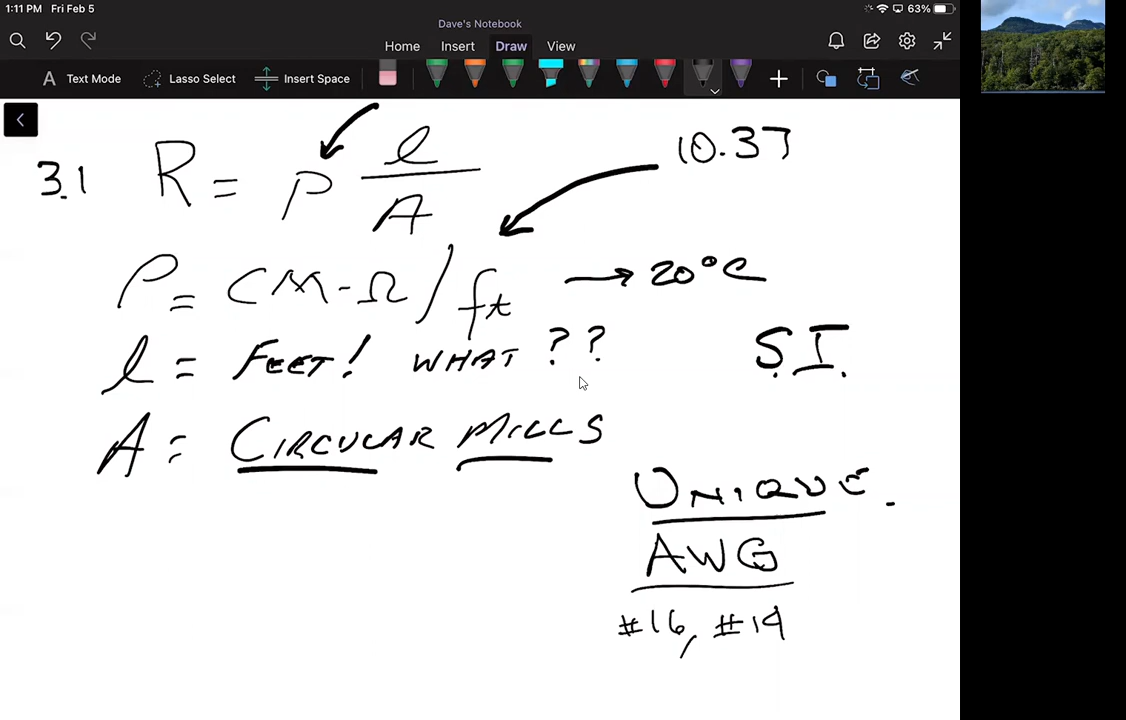 1:11 PM Fri Feb 5
63%
Dave's Notebook
Home Insert Draw View
Text Mode Lasso Select Insert Space
3.1 R = ρ l / A
10.37
ρ = CM-Ω / ft → 20°C
l = FEET! WHAT ??
S.I.
A = CIRCULAR MILLS
UNIQUE.
AWG
#16, #14